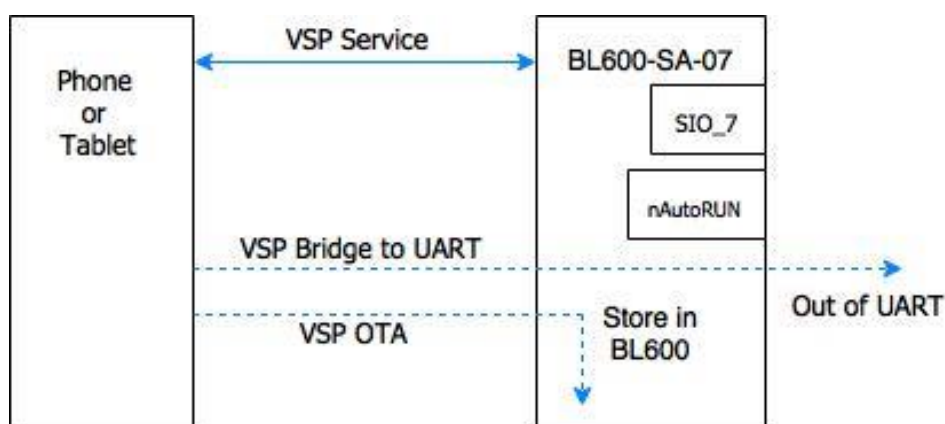 VSP Service
Phone
or
Tablet
BL600-SA-07
SIO_7
nAutoRUN
VSP Bridge to UART
Out of UART
VSP OTA
Store in
BL600